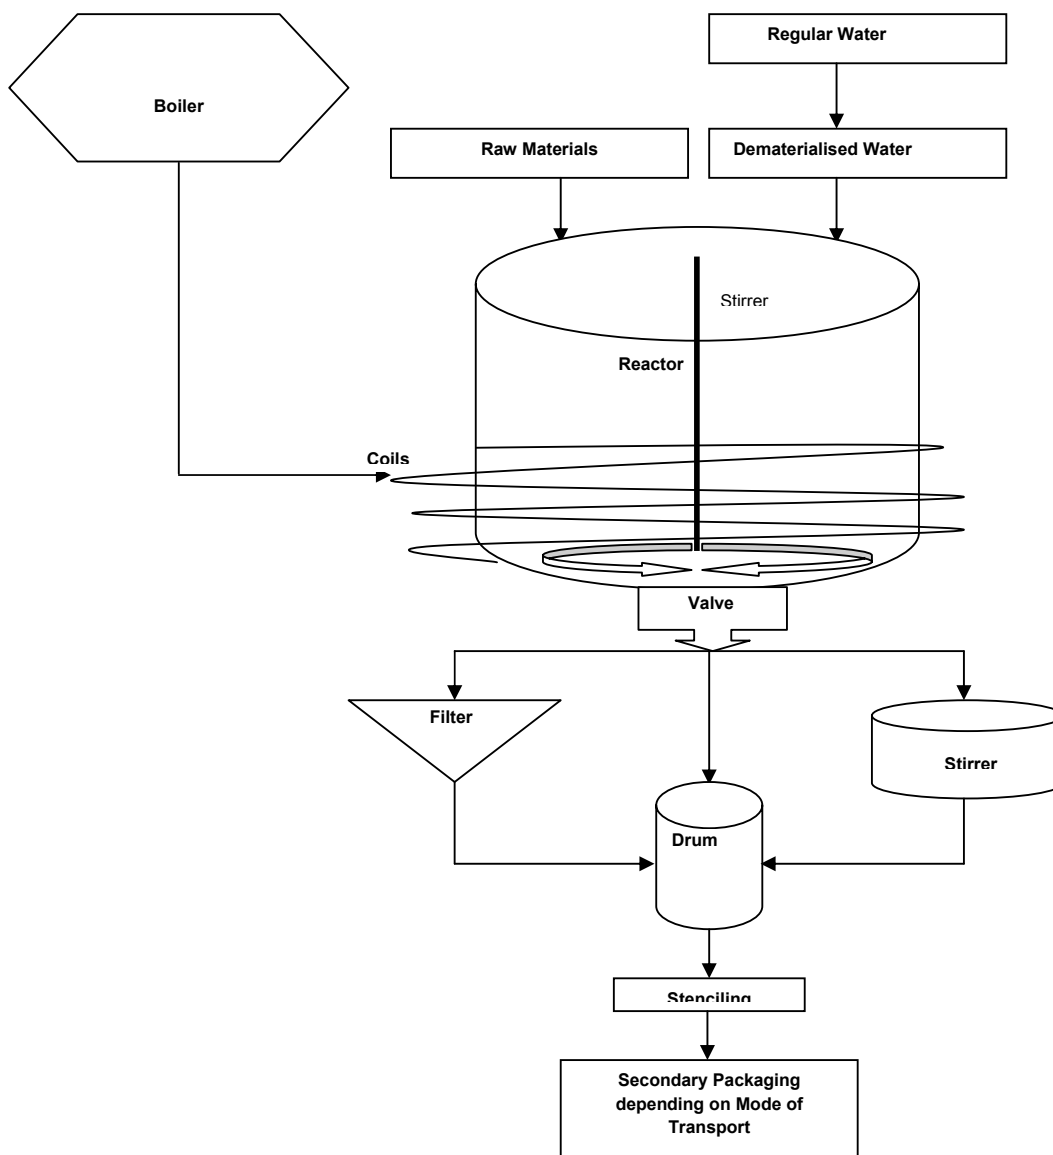 Regular Water
Boiler
Raw Materials
Dematerialised Water
Stirrer
Reactor
Coils
Valve
Filter
Stirrer
Drum
Stenciling
Secondary Packaging
depending on Mode of
Transport